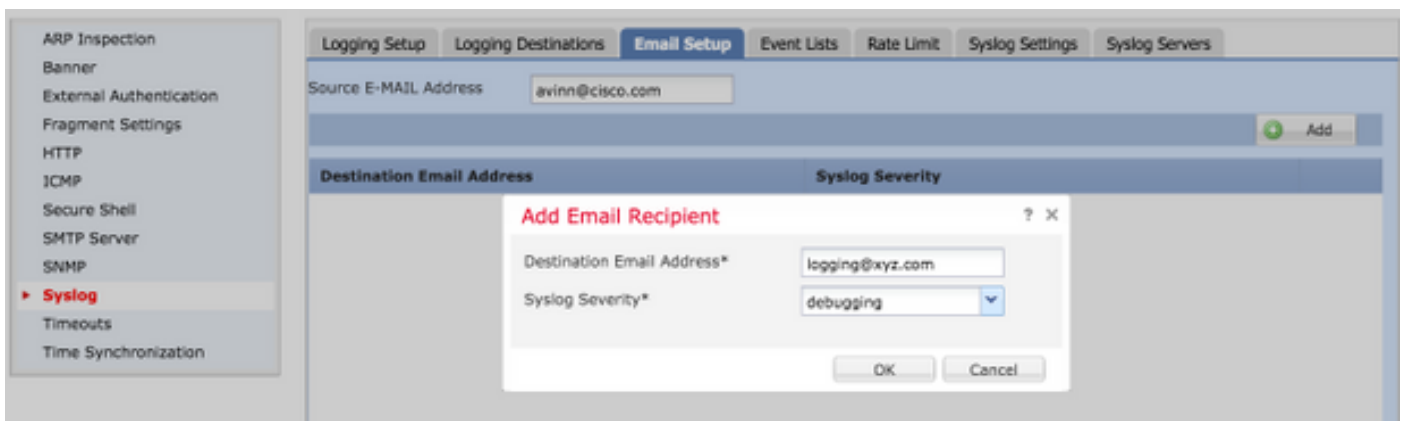 ARP Inspection
Banner
External Authentication
Fragment Settings
HTTP
ICMP
Secure Shell
SMTP Server
SNMP
Syslog
Timeouts
Time Synchronization
Logging Setup Logging Destinations Email Setup Event Lists Rate Limit Syslog Settings Syslog Servers
Source E-MAIL Address avinn@cisco.com
Add
Destination Email Address Syslog Severity
Add Email Recipient ?
Destination Email Address* logging@xyz.com
Syslog Severity* debugging
OK Cancel